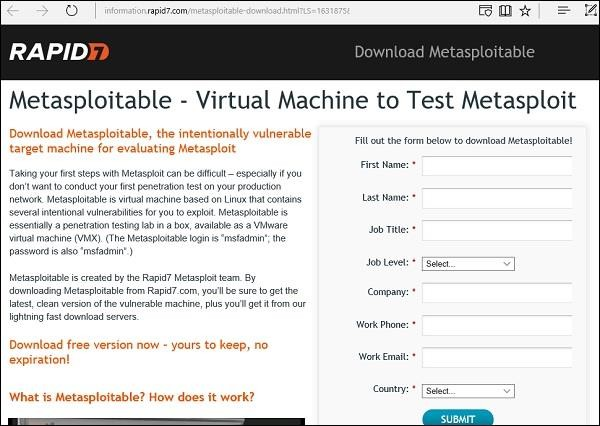 information.rapid7.com/metasploitable-download.html?LS=1631875&
RAPID7
Download Metasploitable
Metasploitable - Virtual Machine to Test Metasploit
Download Metasploitable, the intentionally vulnerable
target machine for evaluating Metasploit
Taking your first steps with Metasploit can be difficult – especially if you
don't want to conduct your first penetration test on your production
network. Metasploitable is virtual machine based on Linux that contains
several intentional vulnerabilities for you to exploit. Metasploitable is
essentially a penetration testing lab in a box, available as a VMware
virtual machine (VMX). (The Metasploitable login is "msfadmin"; the
password is also "msfadmin".)
Metasploitable is created by the Rapid7 Metasploit team. By
downloading Metasploitable from Rapid7.com, you'll be sure to get the
latest, clean version of the vulnerable machine, plus you'll get it from our
lightning fast download servers.
Download free version now – yours to keep, no
expiration!
What is Metasploitable? How does it work?
Fill out the form below to download Metasploitable!
First Name: *
Last Name: *
Job Title: *
Job Level: * Select...
Company: *
Work Phone: *
Work Email: *
Country: * Select...
SUBMIT